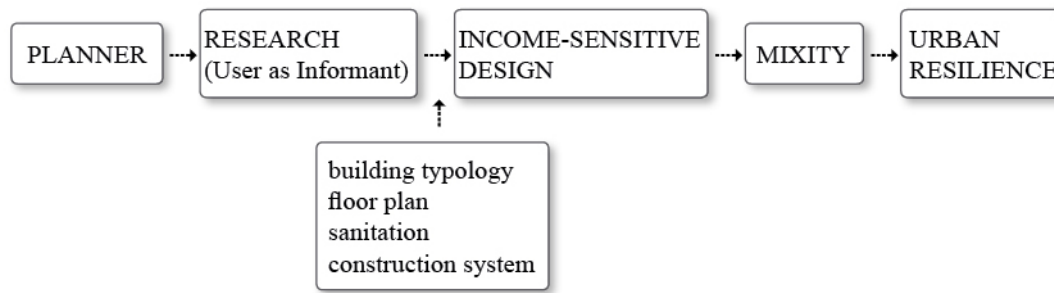 PLANNER
RESEARCH
(User as Informant)
INCOME-SENSITIVE
DESIGN
MIXITY
URBAN
RESILIENCE
building typology
floor plan
sanitation
construction system